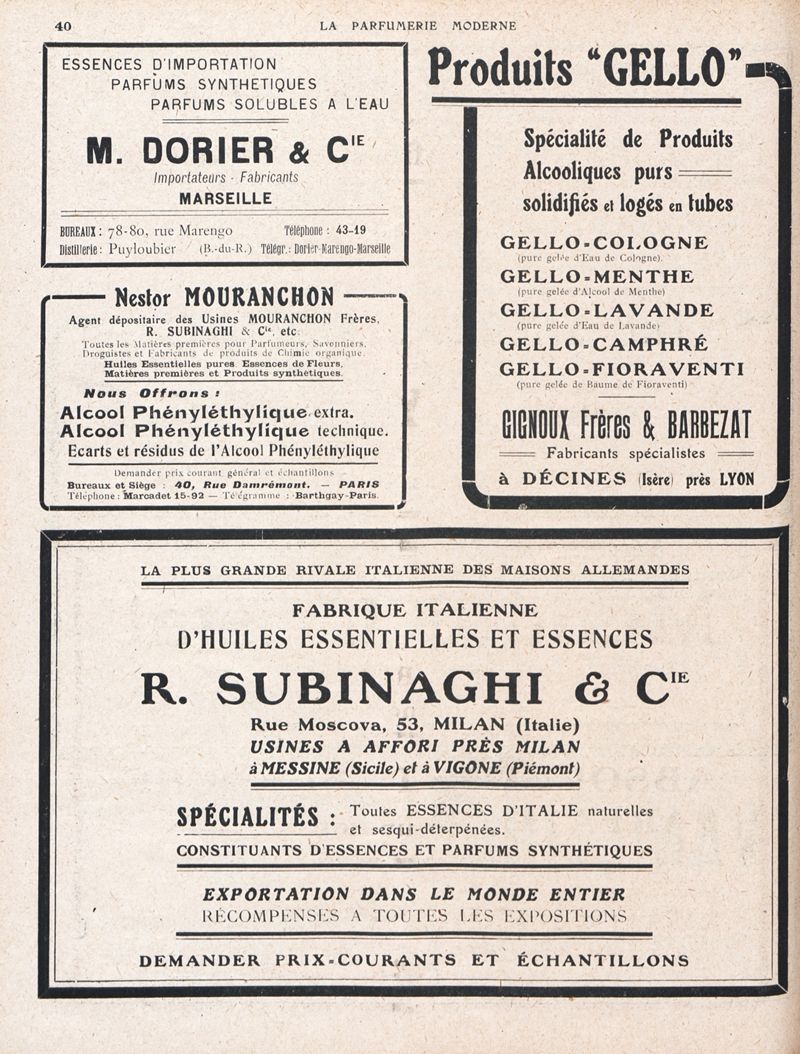 40
LA PARFUMERIE MODERNE
ESSENCES D'IMPORTATION
PARFUMS SYNTHETIQUES
PARFUMS SOLUBLES A L'EAU
M. DORIER & CIE
Importateurs - Fabricants
MARSEILLE
BUREAUX : 78-80, rue Marengo Téléphone : 43-19
Distillerie : Puyloubier (B.-du-R.) Télégr. : Dorier-Marengo-Marseille
Nestor MOURANCHON
Agent dépositaire des Usines MOURANCHON Frères,
R. SUBINAGHI & Cie, etc.
Toutes les Matières premières pour Parfumeurs, Savonniers,
Droguistes et Fabricants de produits de Chimie organique.
Huiles Essentielles pures Essences de Fleurs,
Matières premières et Produits synthétiques.
Nous Offrons :
Alcool Phényléthylique extra.
Alcool Phényléthylique technique.
Ecarts et résidus de l'Alcool Phényléthylique
Demander prix courant général et échantillons
Bureaux et Siège : 40, Rue Damrémont. — PARIS
Téléphone : Marcadet 15-92 — Télégramme : Barthgay-Paris.
Produits "GELLO"
Spécialité de Produits
Alcooliques purs
solidifiés et logés en tubes
GELLO-COLOGNE
(pure gelée d'Eau de Cologne).
GELLO-MENTHE
(pure gelée d'Alcool de Menthe)
GELLO-LAVANDE
(pure gelée d'Eau de Lavande)
GELLO-CAMPHRÉ
GELLO-FIORAVENTI
(pure gelée de Baume de Fioraventi)
GIGNOUX Frères & BARBEZAT
Fabricants spécialistes
à DÉCINES (Isère) près LYON
LA PLUS GRANDE RIVALE ITALIENNE DES MAISONS ALLEMANDES
FABRIQUE ITALIENNE
D'HUILES ESSENTIELLES ET ESSENCES
R. SUBINAGHI & CIE
Rue Moscova, 53, MILAN (Italie)
USINES A AFFORI PRÈS MILAN
à MESSINE (Sicile) et à VIGONE (Piémont)
SPÉCIALITÉS : Toutes ESSENCES D'ITALIE naturelles
et sesqui-déterpénées.
CONSTITUANTS D'ESSENCES ET PARFUMS SYNTHÉTIQUES
EXPORTATION DANS LE MONDE ENTIER
RÉCOMPENSES A TOUTES LES EXPOSITIONS
DEMANDER PRIX-COURANTS ET ÉCHANTILLONS